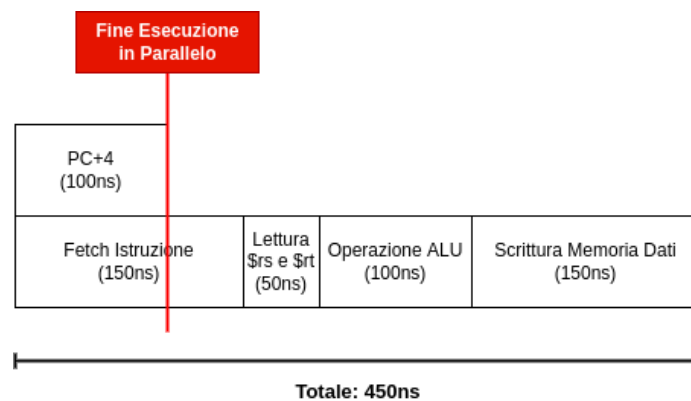 Fine Esecuzione
in Parallelo
PC+4
(100ns)
Fetch Istruzione
(150ns)
Lettura
$rs e $rt
(50ns)
Operazione ALU
(100ns)
Scrittura Memoria Dati
(150ns)
Totale: 450ns